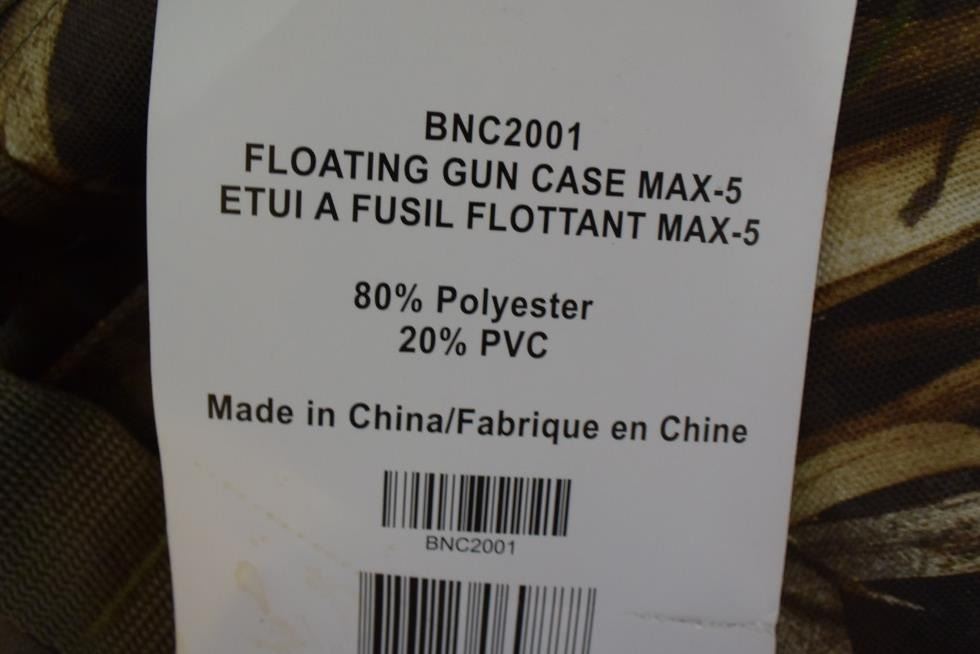 BNC2001
FLOATING GUN CASE MAX-5
ETUI A FUSIL FLOTTANT MAX-5
80% Polyester
20% PVC
Made in China/Fabrique en Chine
BNC2001